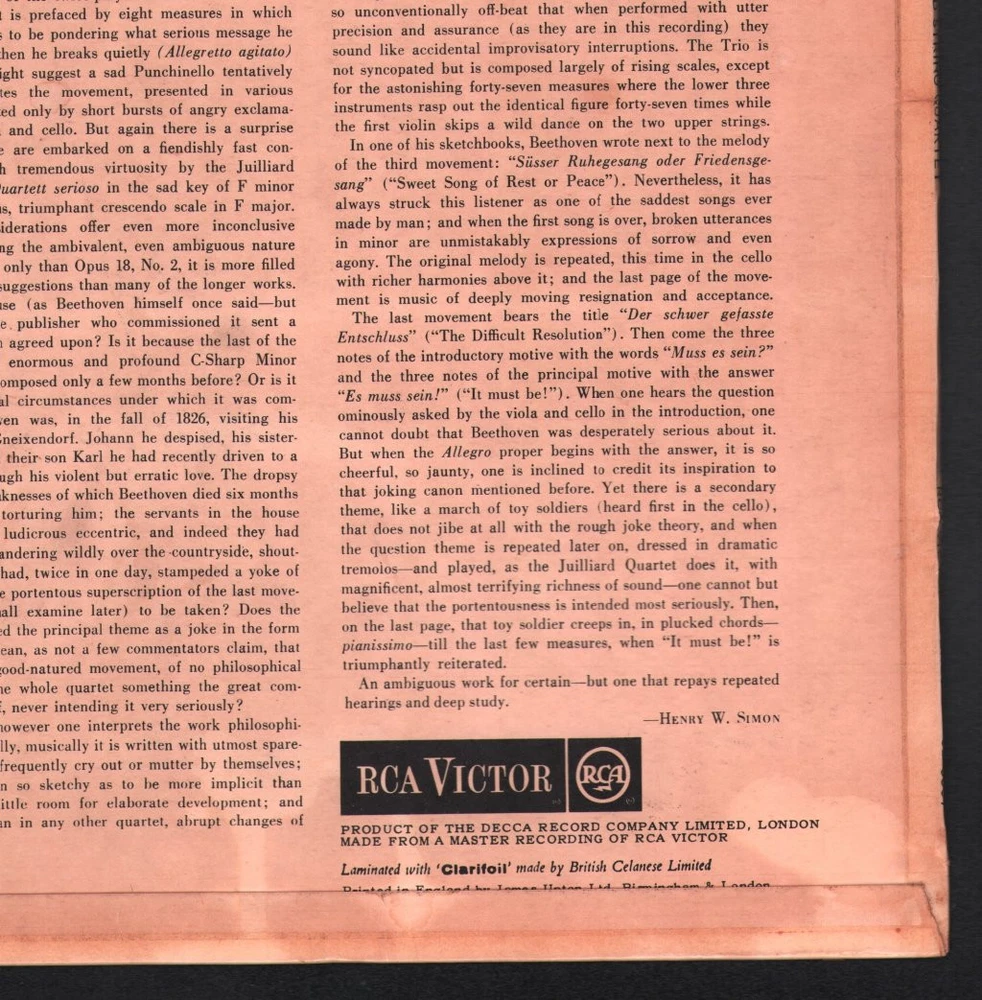 t is prefaced by eight measures in which
s to be pondering what serious message he
then he breaks quietly (Allegretto agitato)
ight suggest a sad Punchinello tentatively
tes the movement, presented in various
ted only by short bursts of angry exclama-
and cello. But again there is a surprise
e are embarked on a fiendishly fast con-
h tremendous virtuosity by the Juilliard
uartett serioso in the sad key of F minor
us, triumphant crescendo scale in F major.
siderations offer even more inconclusive
ng the ambivalent, even ambiguous nature
only than Opus 18, No. 2, it is more filled
suggestions than many of the longer works.
use (as Beethoven himself once said—but
e publisher who commissioned it sent a
n agreed upon? Is it because the last of the
enormous and profound C-Sharp Minor
omposed only a few months before? Or is it
al circumstances under which it was com-
ven was, in the fall of 1826, visiting his
Gneixendorf. Johann he despised, his sister-
their son Karl he had recently driven to a
ugh his violent but erratic love. The dropsy
aknesses of which Beethoven died six months
torturing him; the servants in the house
ludicrous eccentric, and indeed they had
andering wildly over the countryside, shout-
had, twice in one day, stampeded a yoke of
e portentous superscription of the last move-
hall examine later) to be taken? Does the
ed the principal theme as a joke in the form
ean, as not a few commentators claim, that
good-natured movement, of no philosophical
he whole quartet something the great com-
f, never intending it very seriously?
however one interprets the work philosophi-
lly, musically it is written with utmost spare-
frequently cry out or mutter by themselves;
n so sketchy as to be more implicit than
little room for elaborate development; and
an in any other quartet, abrupt changes of
so unconventionally off-beat that when performed with utter
precision and assurance (as they are in this recording) they
sound like accidental improvisatory interruptions. The Trio is
not syncopated but is composed largely of rising scales, except
for the astonishing forty-seven measures where the lower three
instruments rasp out the identical figure forty-seven times while
the first violin skips a wild dance on the two upper strings.
In one of his sketchbooks, Beethoven wrote next to the melody
of the third movement: “Süsser Ruhegesang oder Friedensge-
sang” (“Sweet Song of Rest or Peace”). Nevertheless, it has
always struck this listener as one of the saddest songs ever
made by man; and when the first song is over, broken utterances
in minor are unmistakably expressions of sorrow and even
agony. The original melody is repeated, this time in the cello
with richer harmonies above it; and the last page of the move-
ment is music of deeply moving resignation and acceptance.
The last movement bears the title “Der schwer gefasste
Entschluss” (“The Difficult Resolution”). Then come the three
notes of the introductory motive with the words “Muss es sein?”
and the three notes of the principal motive with the answer
“Es muss sein!” (“It must be!”). When one hears the question
ominously asked by the viola and cello in the introduction, one
cannot doubt that Beethoven was desperately serious about it.
But when the Allegro proper begins with the answer, it is so
cheerful, so jaunty, one is inclined to credit its inspiration to
that joking canon mentioned before. Yet there is a secondary
theme, like a march of toy soldiers (heard first in the cello),
that does not jibe at all with the rough joke theory, and when
the question theme is repeated later on, dressed in dramatic
tremolos—and played, as the Juilliard Quartet does it, with
magnificent, almost terrifying richness of sound—one cannot but
believe that the portentousness is intended most seriously. Then,
on the last page, that toy soldier creeps in, in plucked chords—
pianissimo—till the last few measures, when “It must be!” is
triumphantly reiterated.
An ambiguous work for certain—but one that repays repeated
hearings and deep study.
—HENRY W. SIMON
RCA VICTOR RCA
PRODUCT OF THE DECCA RECORD COMPANY LIMITED, LONDON
MADE FROM A MASTER RECORDING OF RCA VICTOR
Laminated with ‘Clarifoil’ made by British Celanese Limited
Printed in England by James Upton Ltd, Birmingham & London